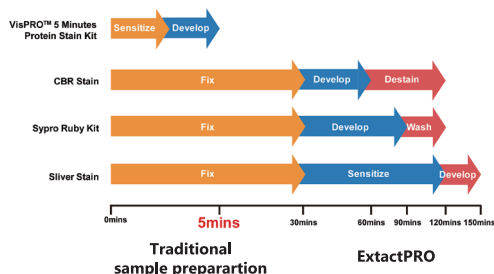 VisPRO™ 5 Minutes
Protein Stain Kit
Sensitize
Develop
CBR Stain
Fix
Develop
Destain
Sypro Ruby Kit
Fix
Develop
Wash
Sliver Stain
Fix
Sensitize
Develop
0mins
5mins
30mins
60mins
90mins
120mins
150mins
Traditional
sample prepartion
ExtactPRO